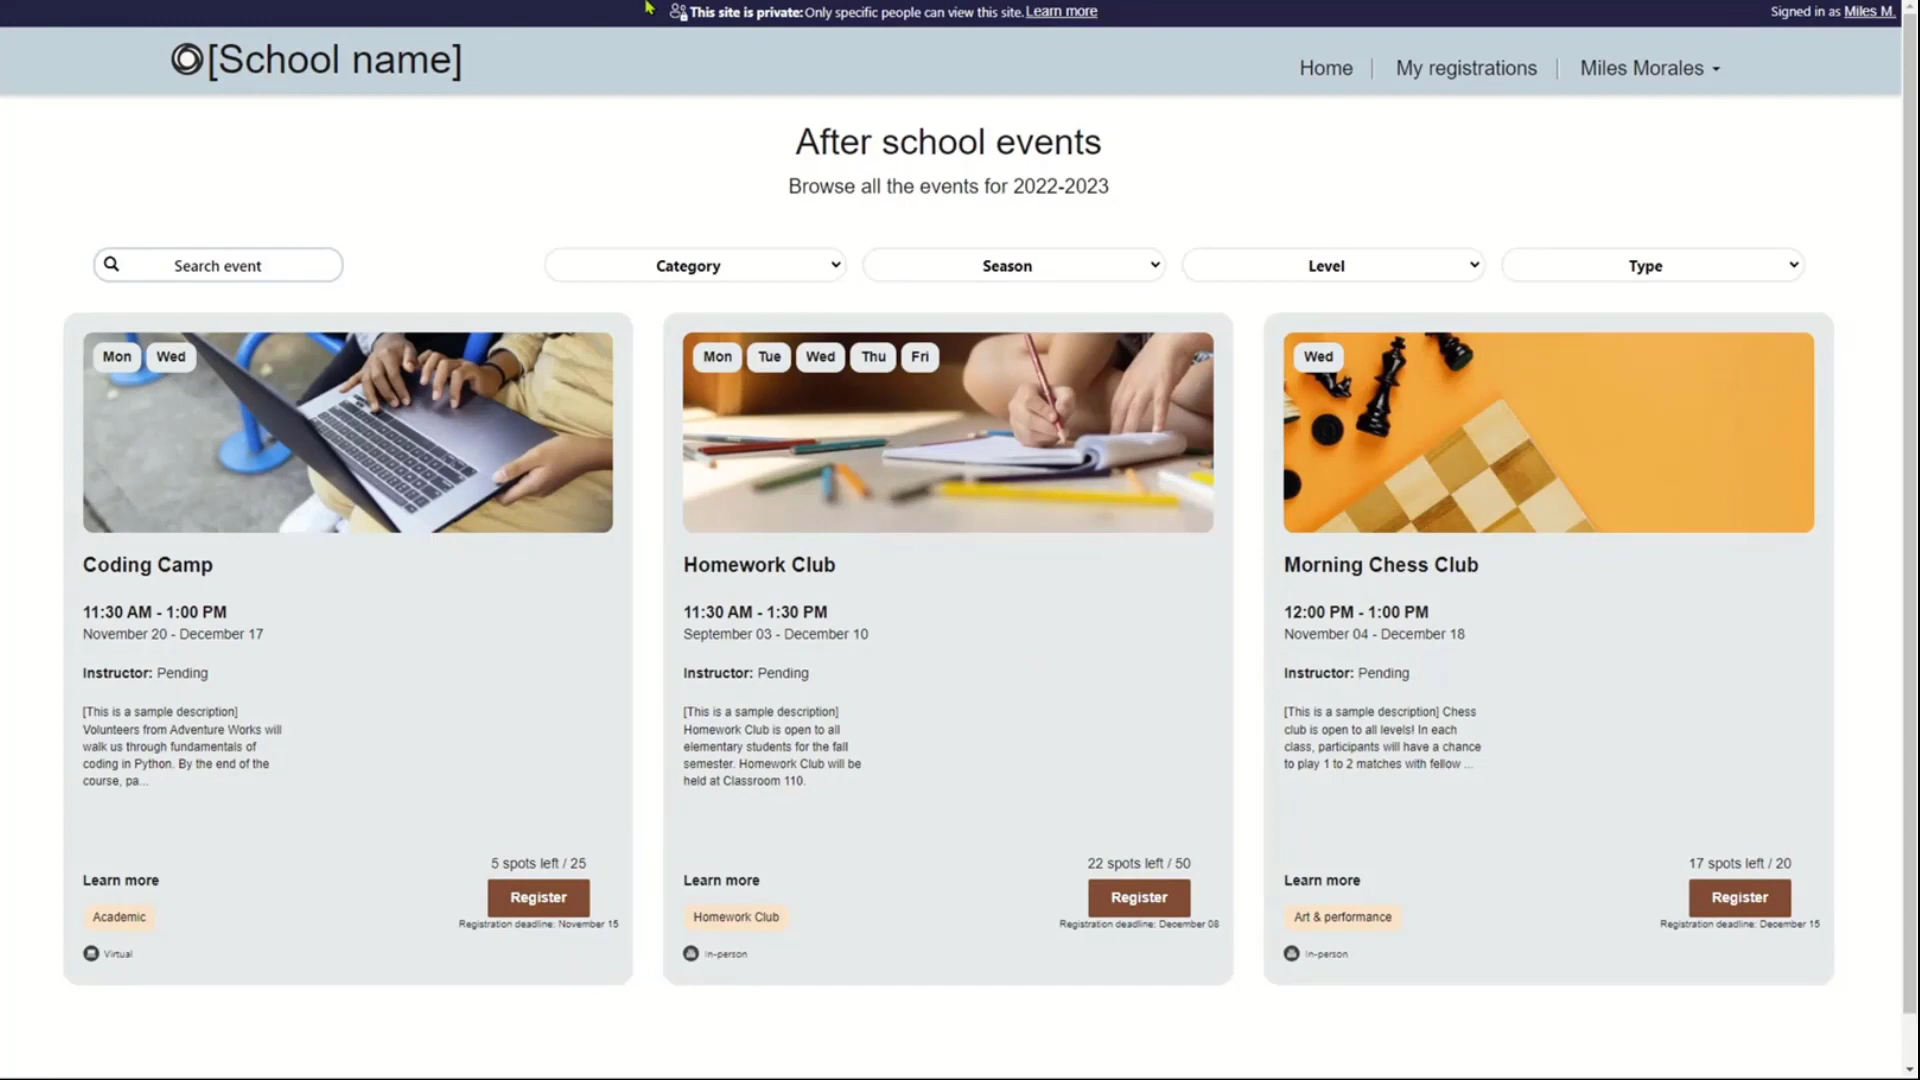 This site is private: Only specific people can view this site. Learn more
Signed in as Miles M.
[School name]
Home
My registrations
Miles Morales
After school events
Browse all the events for 2022-2023
Search event
Category
Season
Level
Type
Mon Wed
Coding Camp
11:30 AM - 1:00 PM
November 20 - December 17
Instructor: Pending
[This is a sample description]
Volunteers from Adventure Works will
walk us through fundamentals of
coding in Python. By the end of the
course, pa...
5 spots left / 25
Learn more
Register
Academic
Registration deadline: November 15
Virtual
Mon Tue Wed Thu Fri
Homework Club
11:30 AM - 1:30 PM
September 03 - December 10
Instructor: Pending
[This is a sample description]
Homework Club is open to all
elementary students for the fall
semester. Homework Club will be
held at Classroom 110.
22 spots left / 50
Learn more
Register
Homework Club
Registration deadline: December 08
In-person
Wed
Morning Chess Club
12:00 PM - 1:00 PM
November 04 - December 18
Instructor: Pending
[This is a sample description] Chess
club is open to all levels! In each
class, participants will have a chance
to play 1 to 2 matches with fellow ...
17 spots left / 20
Learn more
Register
Art & performance
Registration deadline: December 15
In-person